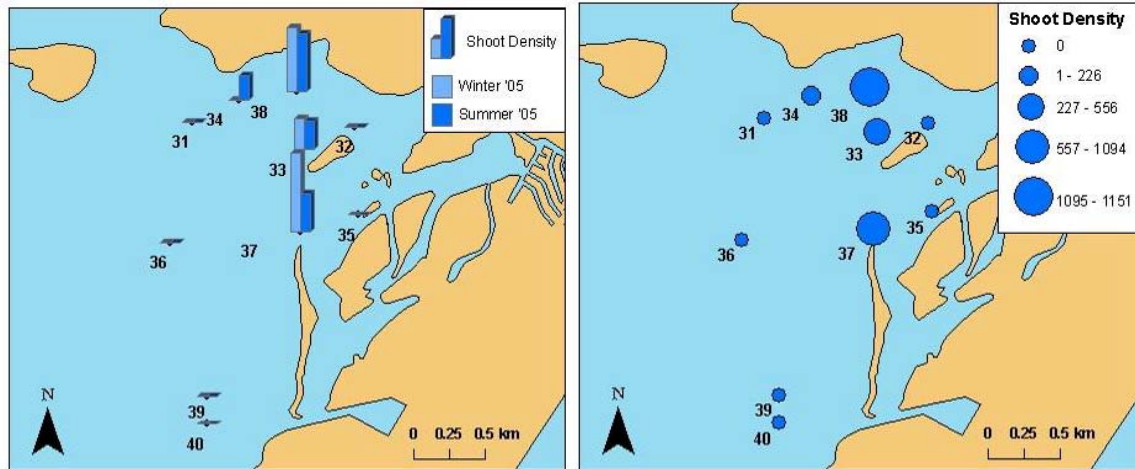 Shoot Density
Winter '05
Summer '05
38
34
31
32
33
35
37
36
39
40
N
0 0.25 0.5 km
Shoot Density
0
1 - 226
227 - 556
557 - 1094
1095 - 1151
34
38
31
32
33
35
36
37
39
40
N
0 0.25 0.5 km